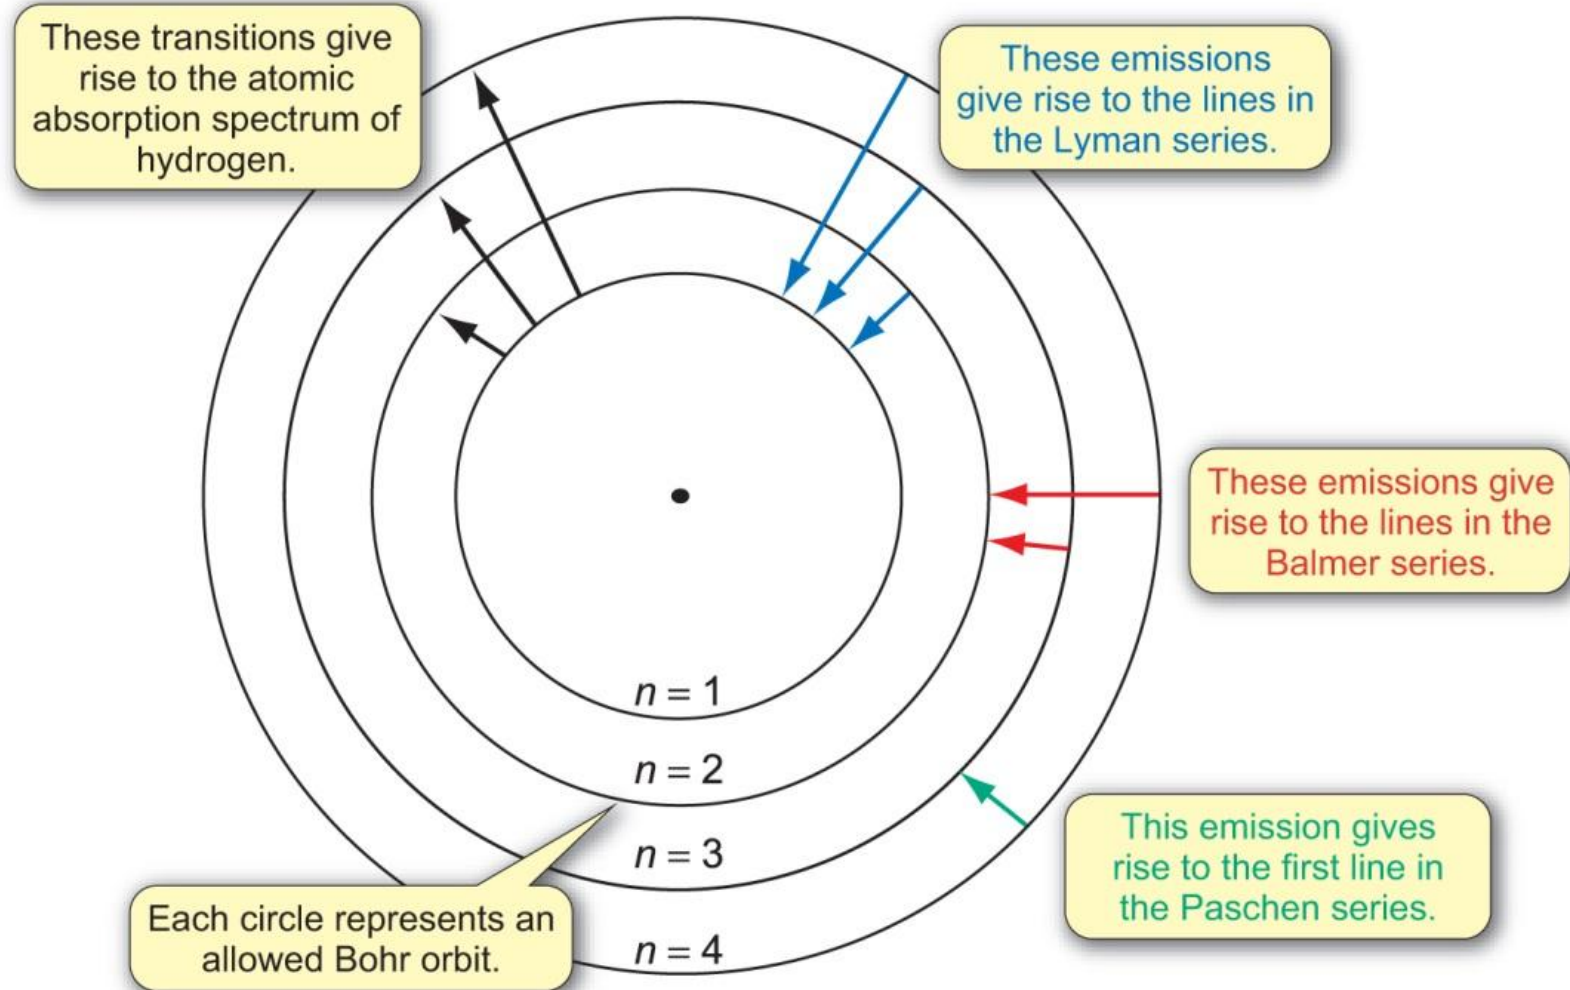 These transitions give
rise to the atomic
absorption spectrum of
hydrogen.
These emissions
give rise to the lines in
the Lyman series.
These emissions give
rise to the lines in the
Balmer series.
n = 1
n = 2
n = 3
n = 4
This emission gives
rise to the first line in
the Paschen series.
Each circle represents an
allowed Bohr orbit.